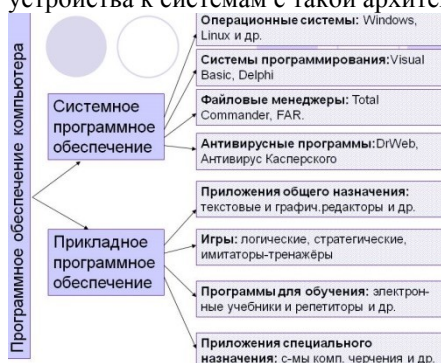 устройства к системам с такой архите
Программное обеспечение компьютера
Системное
программное
обеспечение
Операционные системы: Windows,
Linux и др.
Системы программирования:Visual
Basic, Delphi
Файловые менеджеры: Total
Commander, FAR.
Антивирусные программы:DrWeb,
Антивирус Касперского
Прикладное
программное
обеспечение
Приложения общего назначения:
текстовые и график.редакторы и др.
Игры: логические, стратегические,
имитаторы-тренажёры
Программы для обучения: электрон-
ные учебники и репетиторы и др.
Приложения специального
назначения: с-мы комп. черчения и др.